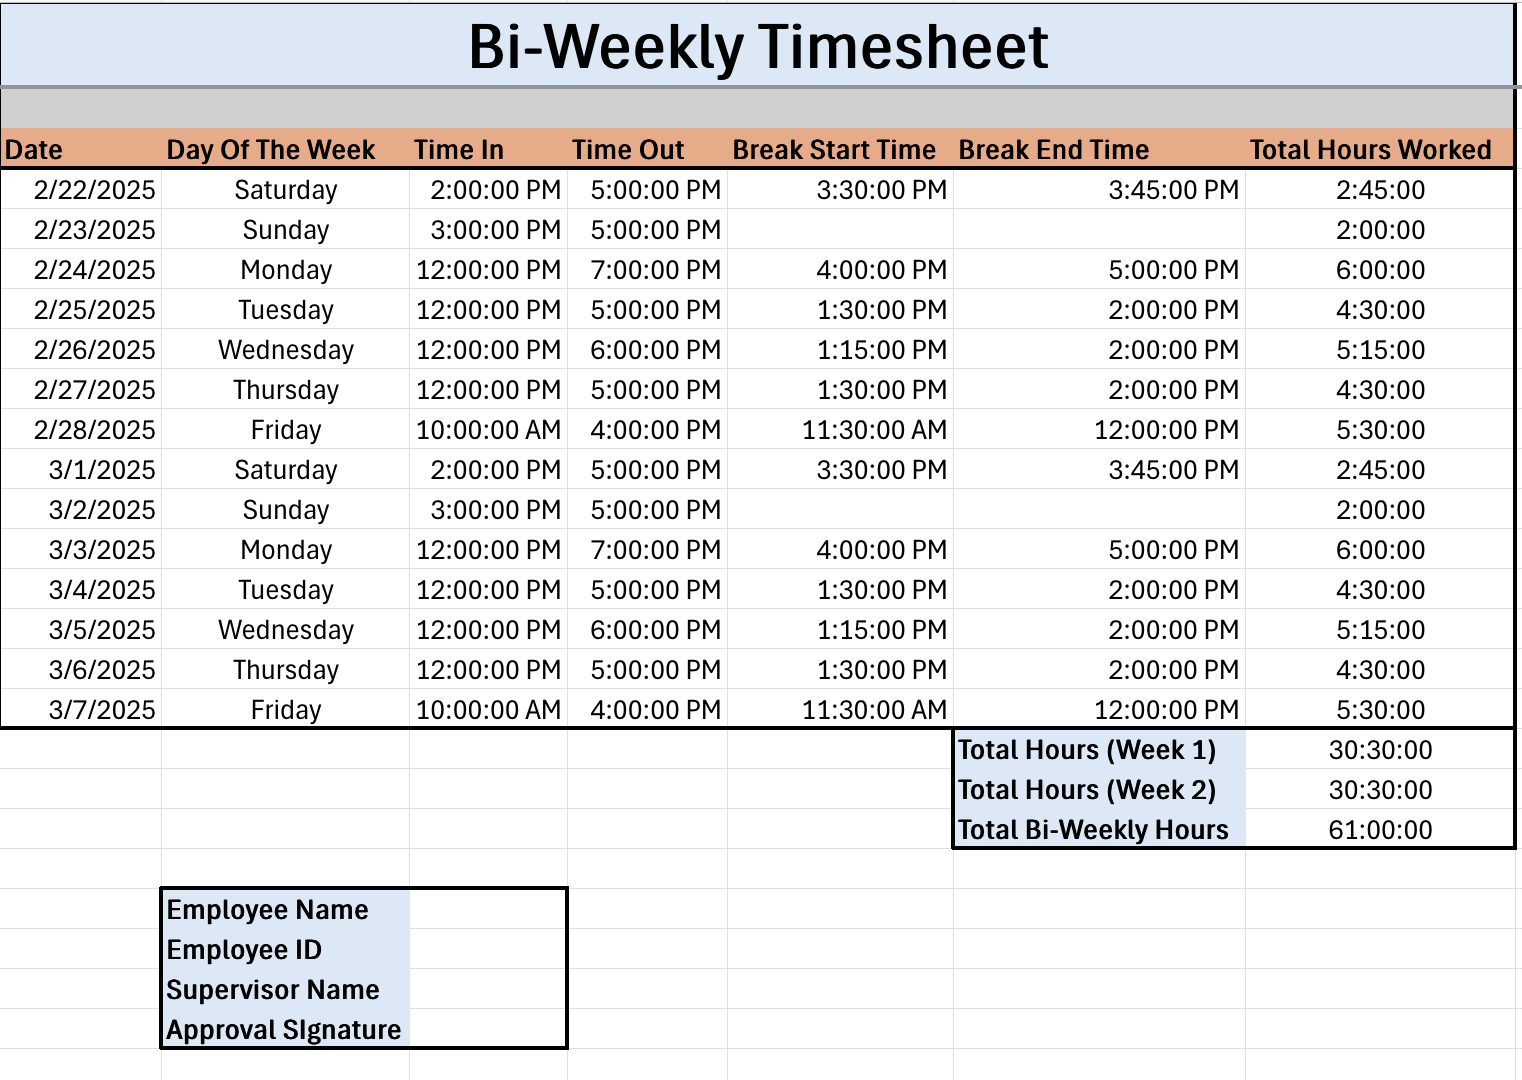 Bi-Weekly Timesheet
Date Day Of The Week Time In Time Out Break Start Time Break End Time Total Hours Worked
2/22/2025 Saturday 2:00:00 PM 5:00:00 PM 3:30:00 PM 3:45:00 PM 2:45:00
2/23/2025 Sunday 3:00:00 PM 5:00:00 PM 2:00:00
2/24/2025 Monday 12:00:00 PM 7:00:00 PM 4:00:00 PM 5:00:00 PM 6:00:00
2/25/2025 Tuesday 12:00:00 PM 5:00:00 PM 1:30:00 PM 2:00:00 PM 4:30:00
2/26/2025 Wednesday 12:00:00 PM 6:00:00 PM 1:15:00 PM 2:00:00 PM 5:15:00
2/27/2025 Thursday 12:00:00 PM 5:00:00 PM 1:30:00 PM 2:00:00 PM 4:30:00
2/28/2025 Friday 10:00:00 AM 4:00:00 PM 11:30:00 AM 12:00:00 PM 5:30:00
3/1/2025 Saturday 2:00:00 PM 5:00:00 PM 3:30:00 PM 3:45:00 PM 2:45:00
3/2/2025 Sunday 3:00:00 PM 5:00:00 PM 2:00:00
3/3/2025 Monday 12:00:00 PM 7:00:00 PM 4:00:00 PM 5:00:00 PM 6:00:00
3/4/2025 Tuesday 12:00:00 PM 5:00:00 PM 1:30:00 PM 2:00:00 PM 4:30:00
3/5/2025 Wednesday 12:00:00 PM 6:00:00 PM 1:15:00 PM 2:00:00 PM 5:15:00
3/6/2025 Thursday 12:00:00 PM 5:00:00 PM 1:30:00 PM 2:00:00 PM 4:30:00
3/7/2025 Friday 10:00:00 AM 4:00:00 PM 11:30:00 AM 12:00:00 PM 5:30:00
Total Hours (Week 1) 30:30:00
Total Hours (Week 2) 30:30:00
Total Bi-Weekly Hours 61:00:00
Employee Name
Employee ID
Supervisor Name
Approval SIgnature